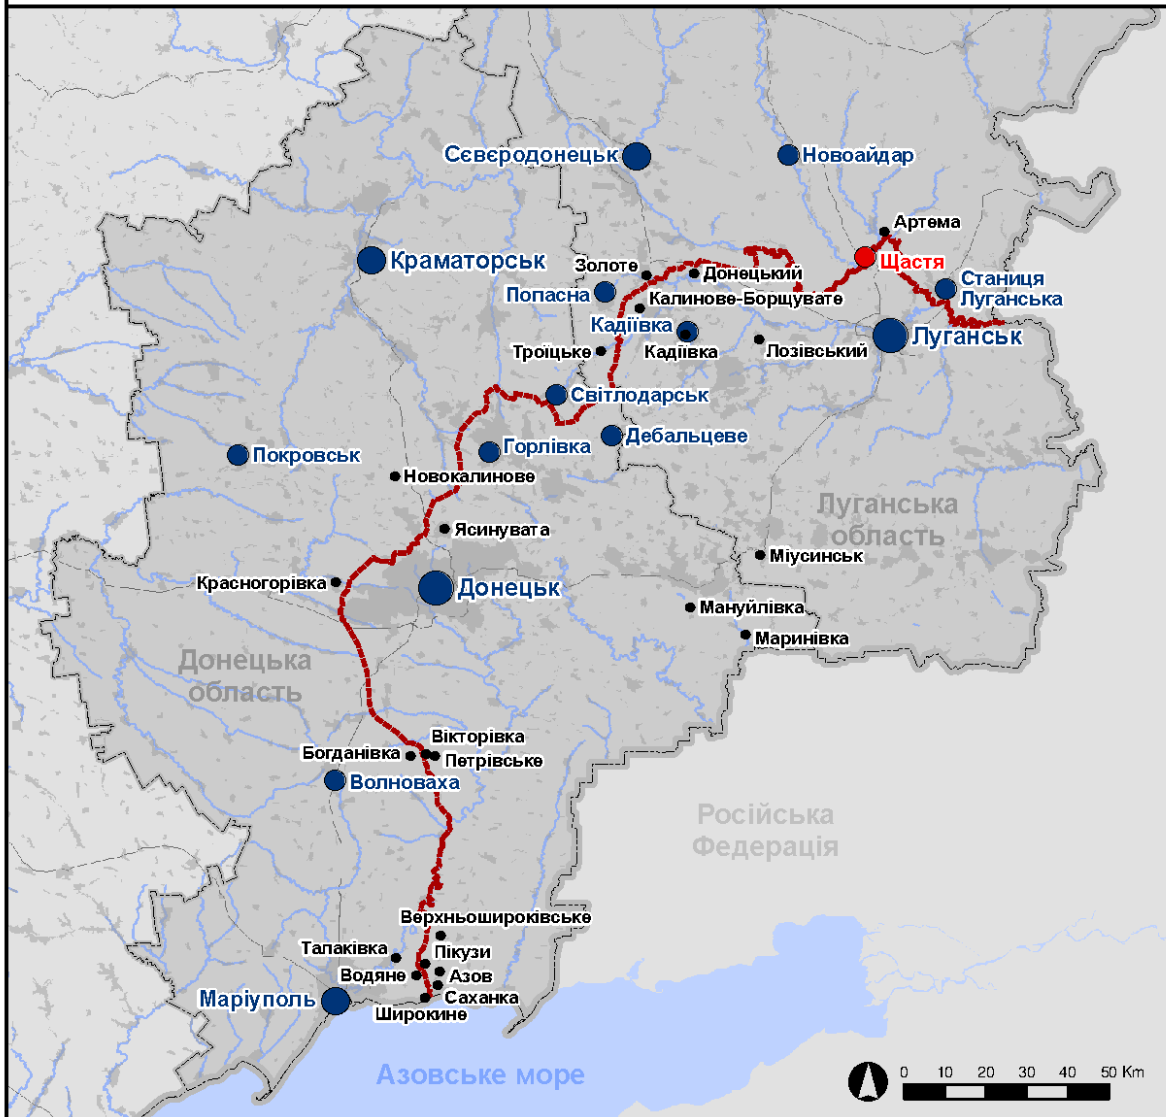 Сєвєродонецьк
Новоайдар
Артема
Щастя
Краматорськ
Золоте
Донецький
Станиця
Луганська
Попасна
Калинове-Борщувате
Кадіївка
Кадіївка
Лозівський
Луганськ
Троїцьке
Світлодарськ
Дебальцеве
Горлівка
Покровськ
Новокалинове
Луганська
область
Ясинувата
Міусинськ
Красногорівка
Донецьк
Мануйлівка
Маринівка
Донецька
область
Вікторівка
Богданівка
Петрівське
Волноваха
Російська
Федерація
Верхньошироківське
Талаківка
Пікузи
Водяне
Азов
Маріуполь
Саханка
Широкине
Азовське море
0 10 20 30 40 50 Km